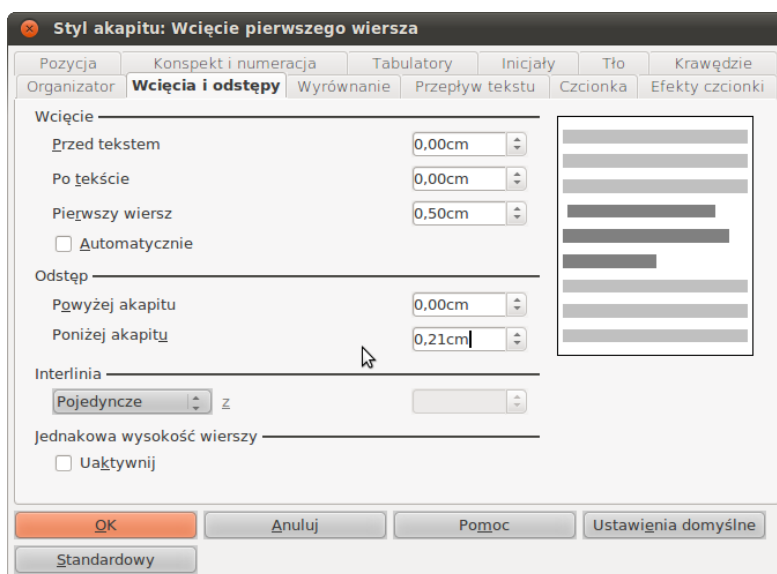 Styl akapitu: Wcięcie pierwszego wiersza
Pozycja Konspekt i numeracja Tabulatory Inicjały Tło Krawędzie
Organizator Wcięcia i odstępy Wyrównanie Przepływ tekstu Czcionka Efekty czcionki
Wcięcie
Przed tekstem 0,00cm
Po tekście 0,00cm
Pierwszy wiersz 0,50cm
Automatycznie
Odstęp
Powyżej akapitu 0,00cm
Poniżej akapitu 0,21cm
Interlinia
Pojedyncze z
Jednakowa wysokość wierszy
Uaktywnij
OK Anuluj Pomoc Ustawienia domyślne
Standardowy